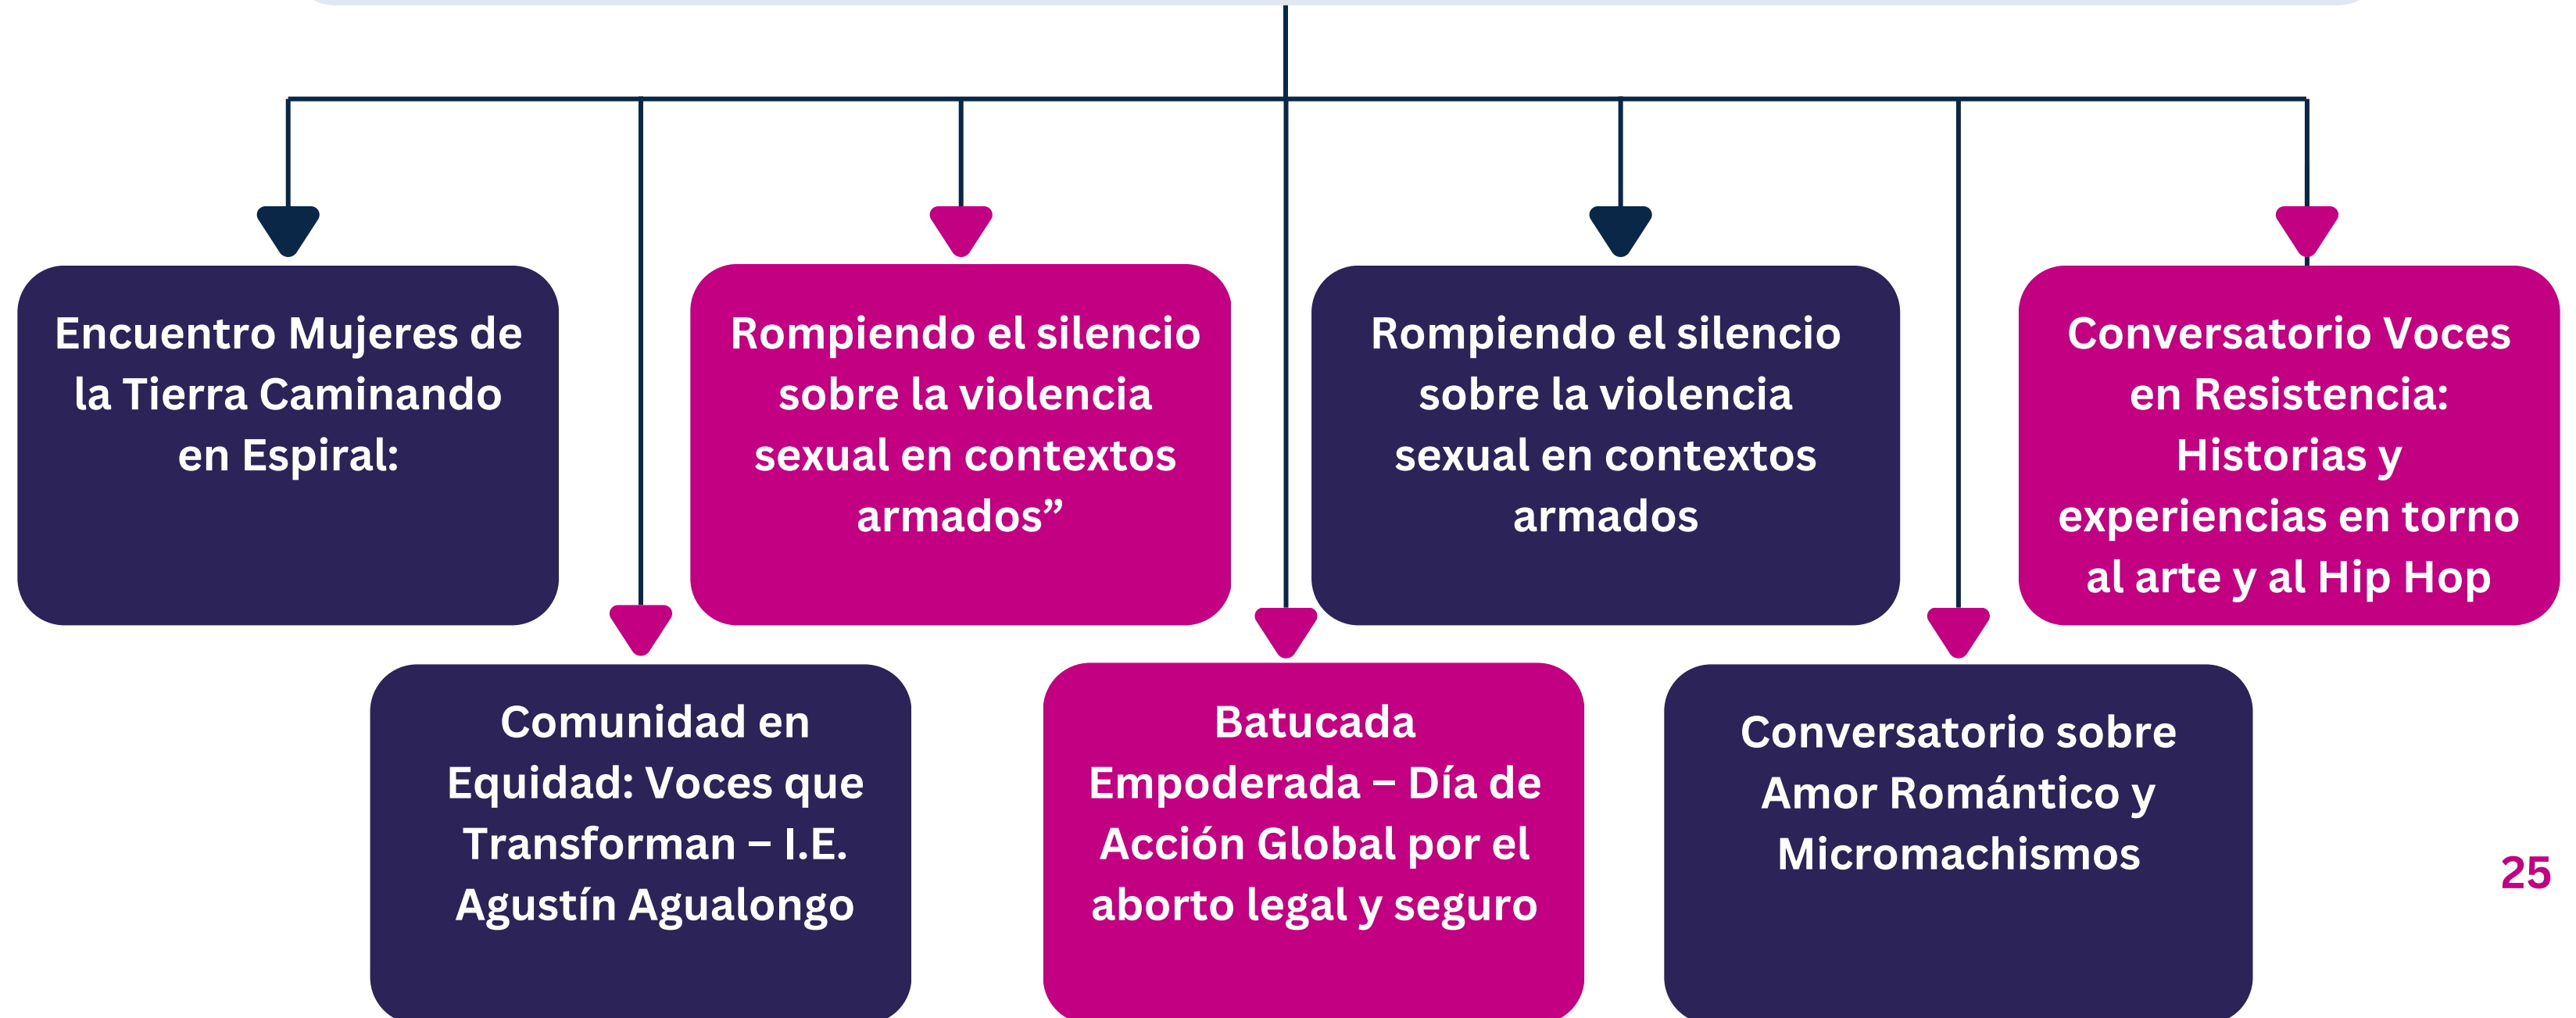 Encuentro Mujeres de
la Tierra Caminando
en Espiral:
Rompiendo el silencio
sobre la violencia
sexual en contextos
armados”
Rompiendo el silencio
sobre la violencia
sexual en contextos
armados
Conversatorio Voces
en Resistencia:
Historias y
experiencias en torno
al arte y al Hip Hop
Comunidad en
Equidad: Voces que
Transforman – I.E.
Agustín Agualongo
Batucada
Empoderada – Día de
Acción Global por el
aborto legal y seguro
Conversatorio sobre
Amor Romántico y
Micromachismos
25